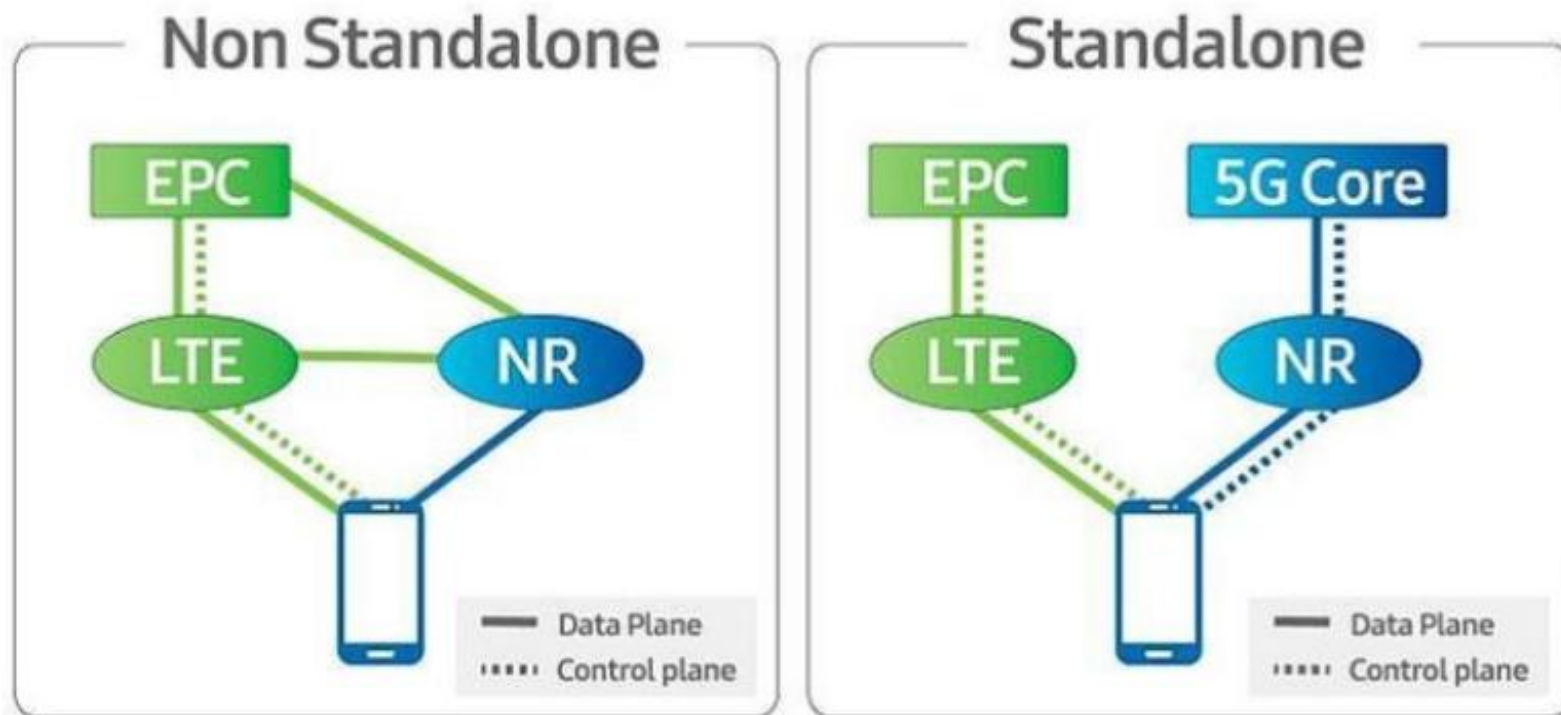 Non Standalone
EPC
LTE
NR
Data Plane
Control plane
Standalone
EPC
5G Core
LTE
NR
Data Plane
Control plane